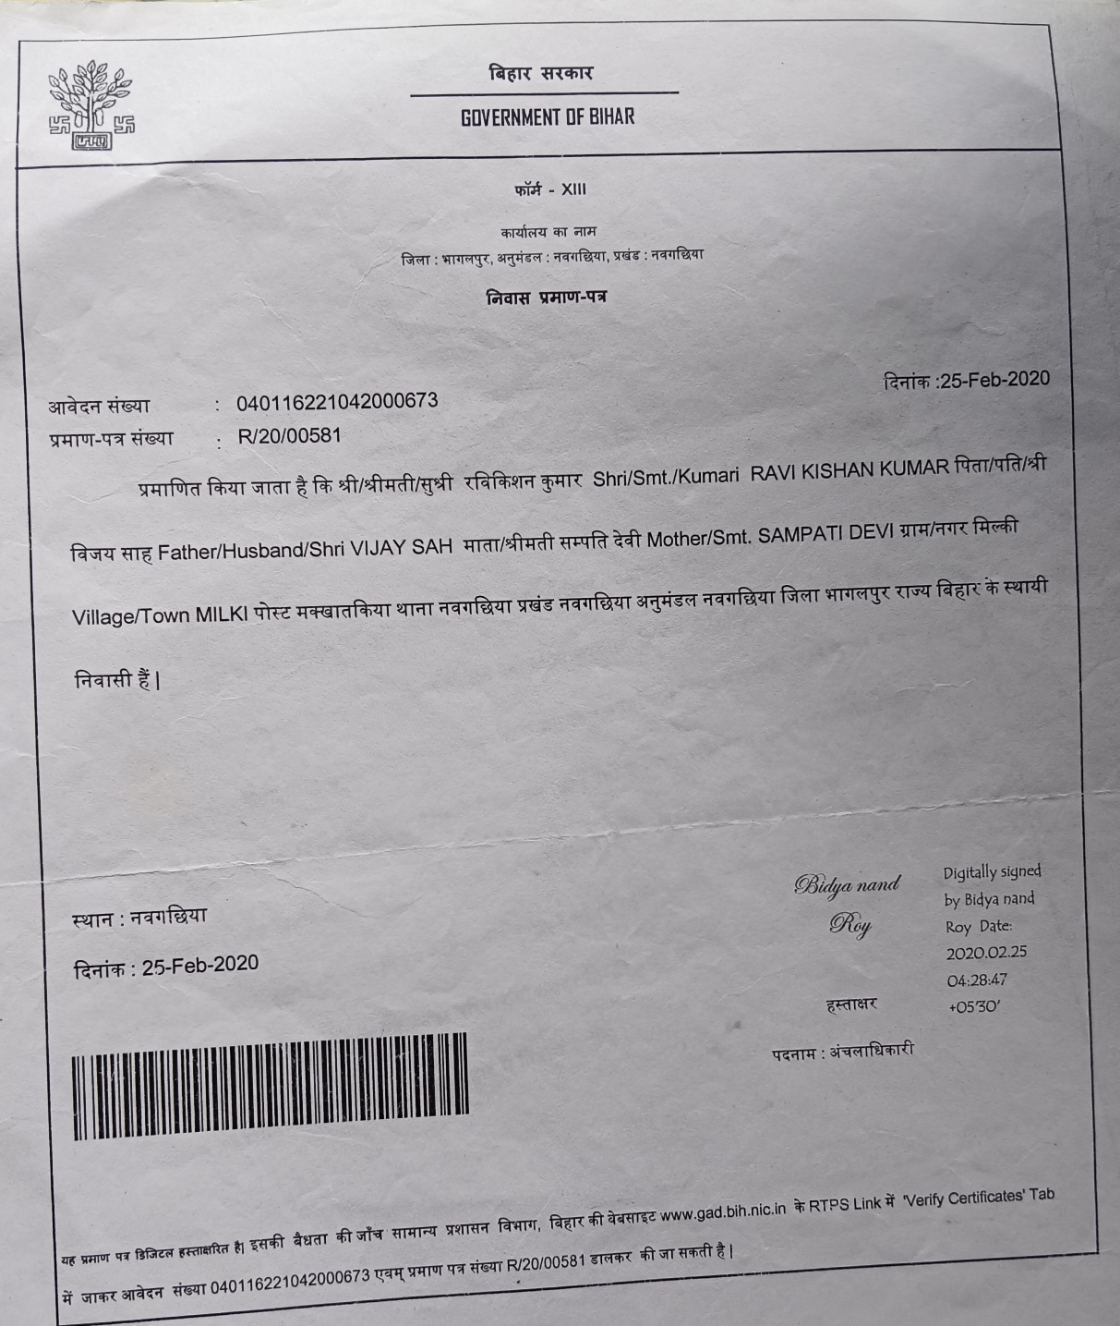 बिहार सरकार
GOVERNMENT OF BIHAR
फॉर्म - XIII
कार्यालय का नाम
जिला : भागलपुर, अनुमंडल : नवगछिया, प्रखंड : नवगछिया
निवास प्रमाण-पत्र
दिनांक :25-Feb-2020
आवेदन संख्या : 040116221042000673
प्रमाण-पत्र संख्या : R/20/00581
प्रमाणित किया जाता है कि श्री/श्रीमती/सुश्री रविकिशन कुमार Shri/Smt./Kumari RAVI KISHAN KUMAR पिता/पति/श्री
विजय साह Father/Husband/Shri VIJAY SAH माता/श्रीमती सम्पति देवी Mother/Smt. SAMPATI DEVI ग्राम/नगर मिल्की
Village/Town MILKI पोस्ट मक्खातकिया थाना नवगछिया प्रखंड नवगछिया अनुमंडल नवगछिया जिला भागलपुर राज्य बिहार के स्थायी
निवासी हैं |
स्थान : नवगछिया
दिनांक : 25-Feb-2020
Bidya nand
Roy
Digitally signed
by Bidya nand
Roy Date:
2020.02.25
04:28:47
+05'30'
हस्ताक्षर
पदनाम : अंचलाधिकारी
यह प्रमाण पत्र डिजिटल हस्ताक्षरित है| इसकी वैधता की जाँच सामान्य प्रशासन विभाग, बिहार की वेबसाइट www.gad.bih.nic.in के RTPS Link में 'Verify Certificates' Tab
में जाकर आवेदन संख्या 040116221042000673 एवम् प्रमाण पत्र संख्या R/20/00581 डालकर की जा सकती है |